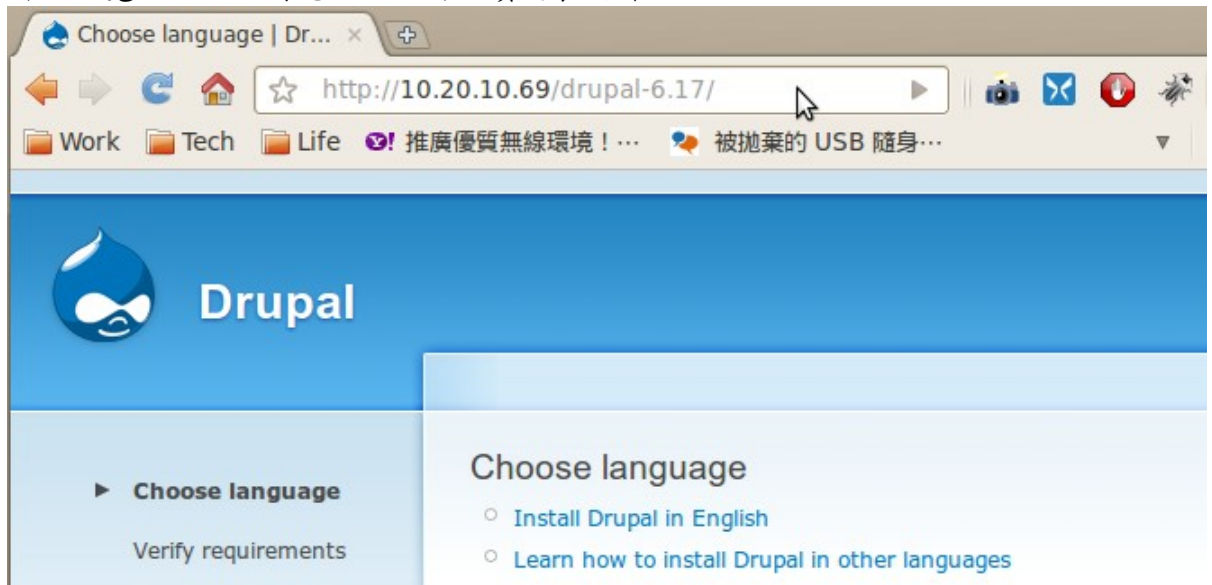 Choose language | Dr...
http://10.20.10.69/drupal-6.17/
Work Tech Life 推廣優質無線環境！… 被拋棄的 USB 隨身…
Drupal
Choose language
Choose language
Install Drupal in English
Verify requirements
Learn how to install Drupal in other languages